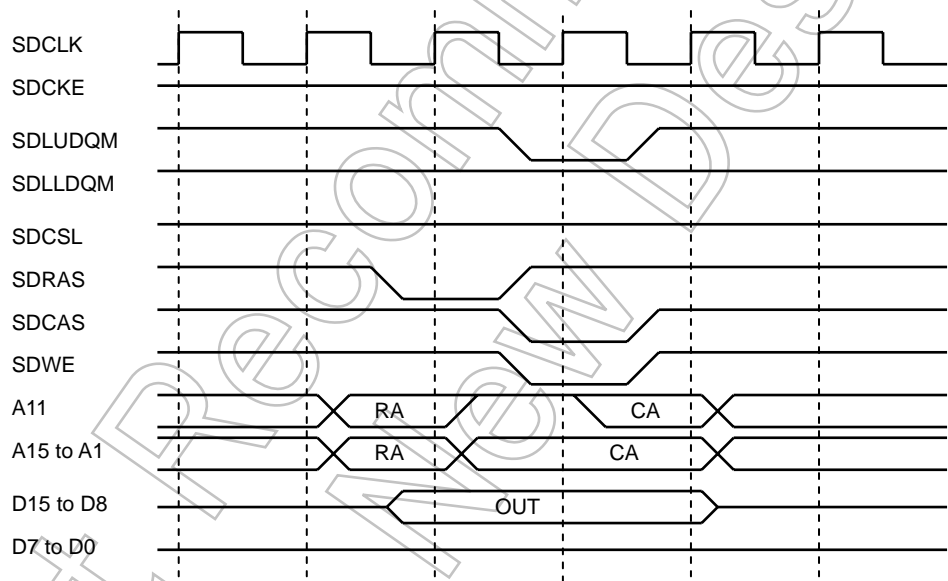 SDCLK
SDCKE
SDLUDQM
SDLLDQM
SDCSL
SDRAS
SDCAS
SDWE
A11 RA CA
A15 to A1 RA CA
D15 to D8 OUT
D7 to D0